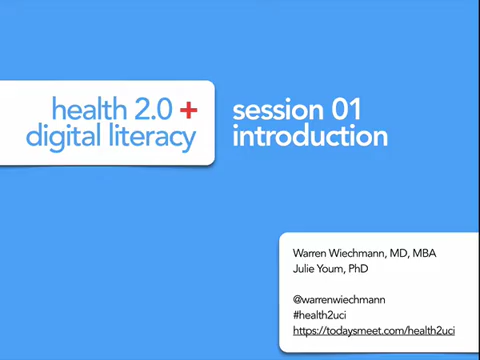 health 2.0 +
digital literacy
session 01
introduction
Warren Wiechmann, MD, MBA
Julie Youm, PhD
@warrenwiechmann
#health2uci
https://todaysmeet.com/health2uci